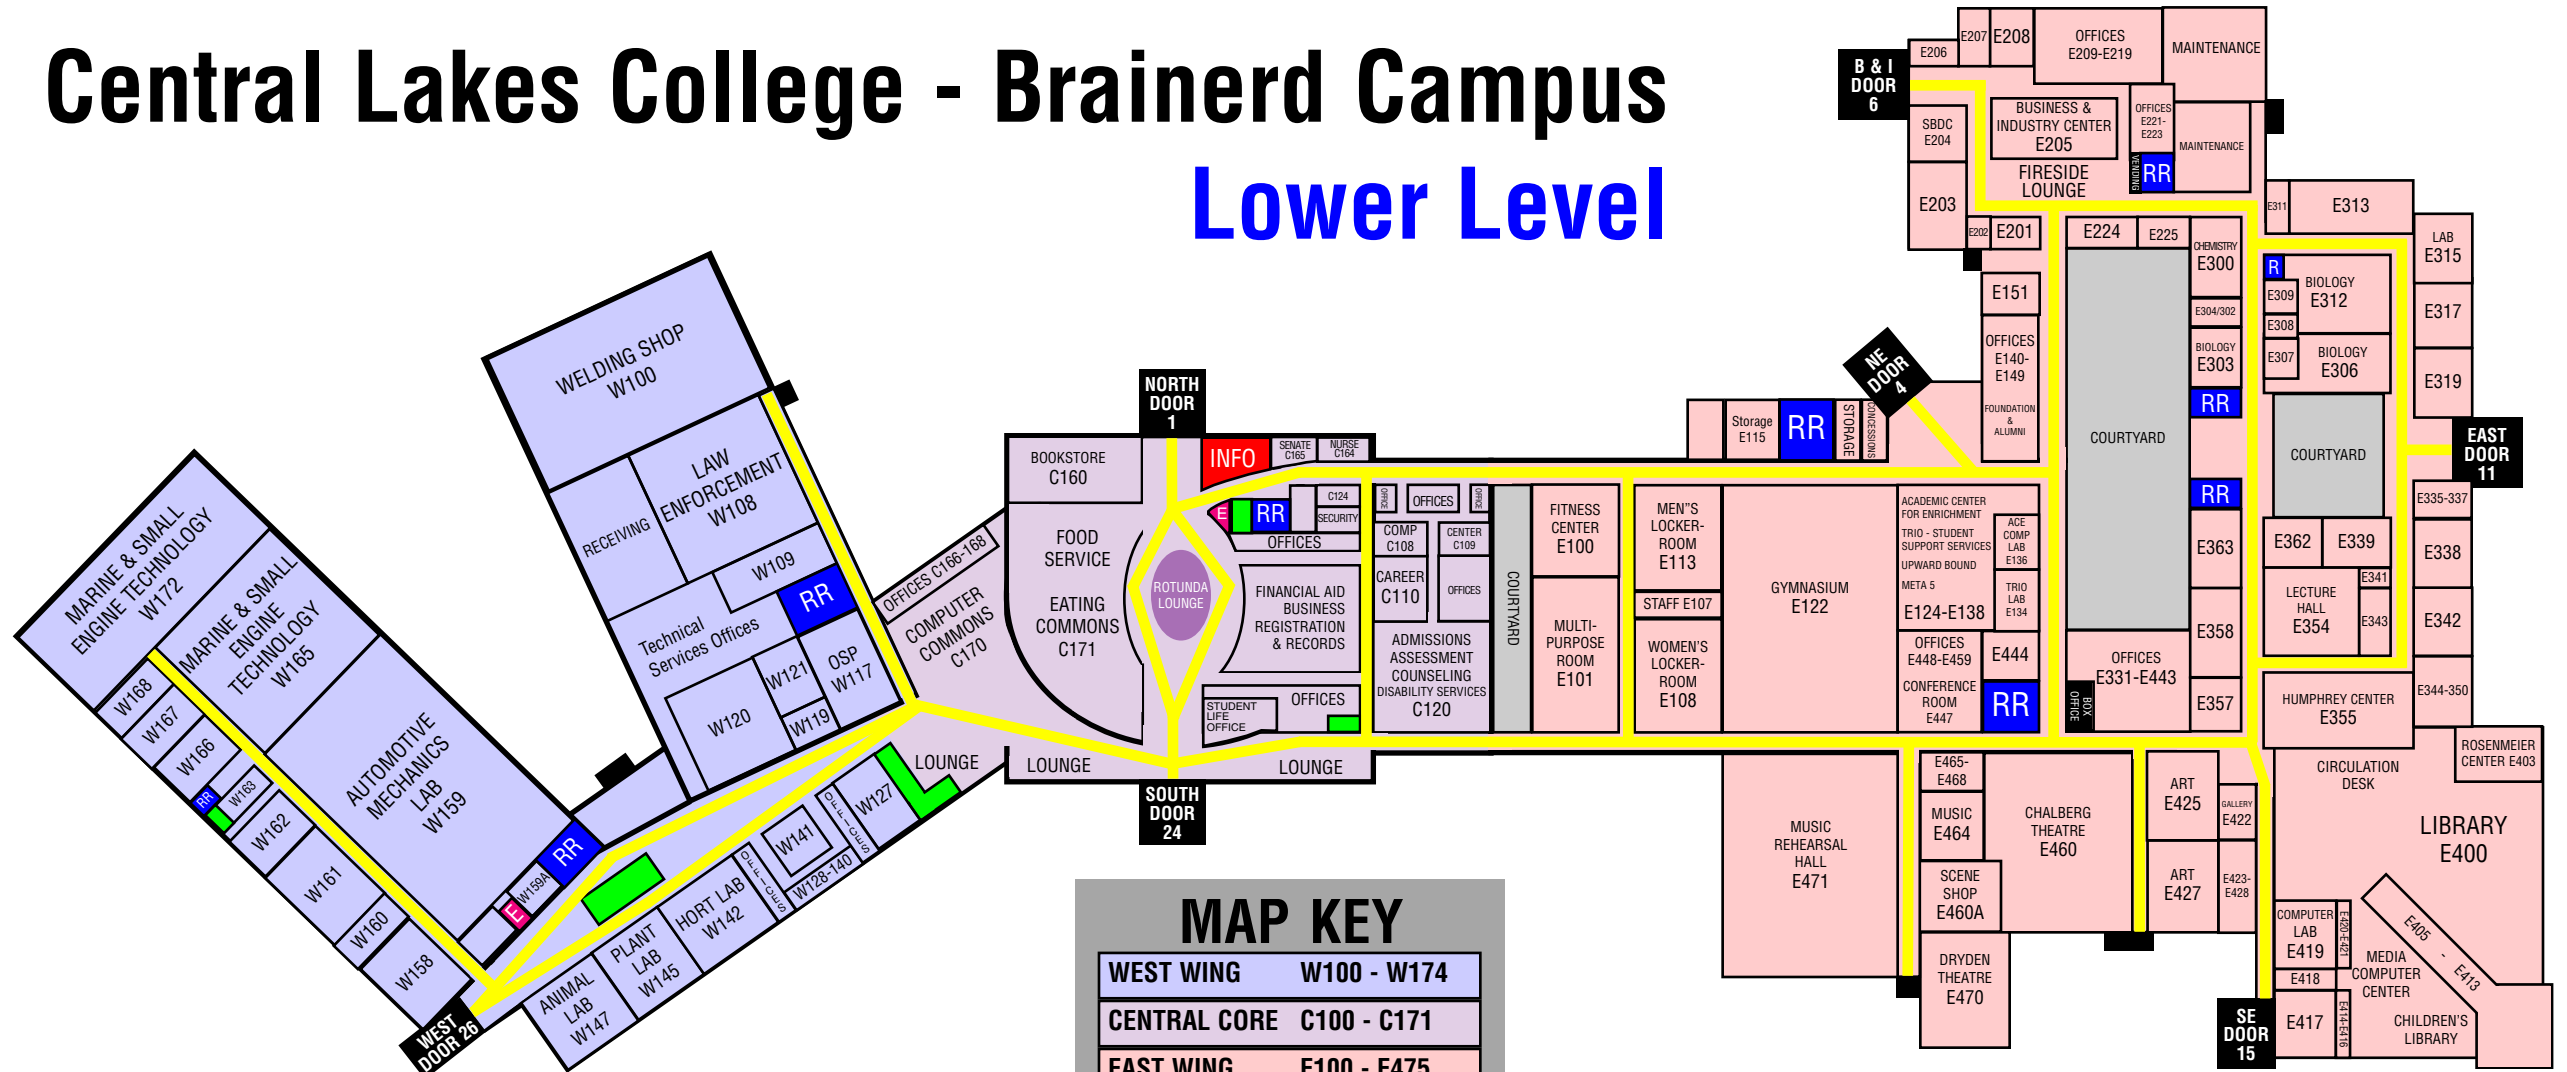 Central Lakes College - Brainerd Campus
Lower Level
WELDING SHOP
W100
LAW
ENFORCEMENT
W108
RECEIVING
W109
RR
Technical
Services Offices
W120
W121
W119
OSP
W117
MARINE & SMALL
ENGINE TECHNOLOGY
W172
MARINE & SMALL
ENGINE
TECHNOLOGY
W165
AUTOMOTIVE
MECHANICS
LAB
W159
W168
W167
W166
RR
W163
W162
W161
W160
W158
W159A
E
RR
WEST
DOOR 26
ANIMAL
LAB
W147
PLANT
LAB
W145
HORT LAB
W142
OFFICES
W141
W128-140
OFFICES
W127
LOUNGE
OFFICES C166-168
COMPUTER
COMMONS
C170
BOOKSTORE
C160
FOOD
SERVICE
EATING
COMMONS
C171
LOUNGE
NORTH
DOOR
1
ROTUNDA
LOUNGE
SOUTH
DOOR
24
INFO
SENATE
C165
NURSE
C164
E
RR
C124
SECURITY
OFFICES
FINANCIAL AID
BUSINESS
REGISTRATION
& RECORDS
OFFICES
STUDENT
LIFE
OFFICE
LOUNGE
OFFICE
OFFICES
OFFICE
COMP
C108
CENTER
C109
CAREER
C110
OFFICES
ADMISSIONS
ASSESSMENT
COUNSELING
DISABILITY SERVICES
C120
COURTYARD
FITNESS
CENTER
E100
MULTI-
PURPOSE
ROOM
E101
MEN"S
LOCKER-
ROOM
E113
STAFF E107
WOMEN'S
LOCKER-
ROOM
E108
GYMNASIUM
E122
Storage
E115
RR
STORAGE
CONCESSIONS
NE
DOOR
4
ACADEMIC CENTER
FOR ENRICHMENT
TRIO - STUDENT
SUPPORT SERVICES
UPWARD BOUND
META 5
E124-E138
ACE
COMP
LAB
E136
TRIO
LAB
E134
OFFICES
E448-E459
CONFERENCE
ROOM
E447
E444
RR
B & I
DOOR
6
E206
E207
E208
OFFICES
E209-E219
MAINTENANCE
SBDC
E204
BUSINESS &
INDUSTRY CENTER
E205
OFFICES
E221-
E223
MAINTENANCE
FIRESIDE
LOUNGE
VENDING
RR
E203
E202
E201
E151
OFFICES
E140-
E149
FOUNDATION
&
ALUMNI
E224
E225
COURTYARD
CHEMISTRY
E300
E304/302
BIOLOGY
E303
RR
RR
E363
E358
E357
OFFICES
E331-E443
BOX
OFFICE
E311
E313
LAB
E315
E317
E319
R
E309
E308
E307
BIOLOGY
E312
BIOLOGY
E306
COURTYARD
EAST
DOOR
11
E335-337
E338
E342
E344-350
E362
E339
LECTURE
HALL
E354
E341
E343
HUMPHREY CENTER
E355
MUSIC
REHEARSAL
HALL
E471
E465-
E468
MUSIC
E464
SCENE
SHOP
E460A
CHALBERG
THEATRE
E460
DRYDEN
THEATRE
E470
ART
E425
GALLERY
E422
ART
E427
E423-
E428
SE
DOOR
15
CIRCULATION
DESK
ROSENMEIER
CENTER E403
LIBRARY
E400
COMPUTER
LAB
E419
E420-E421
E418
E417
E414-E416
MEDIA
COMPUTER
CENTER
E405 - E413
CHILDREN'S
LIBRARY
MAP KEY
WEST WING W100 - W174
CENTRAL CORE C100 - C171
EAST WING E100 - E475